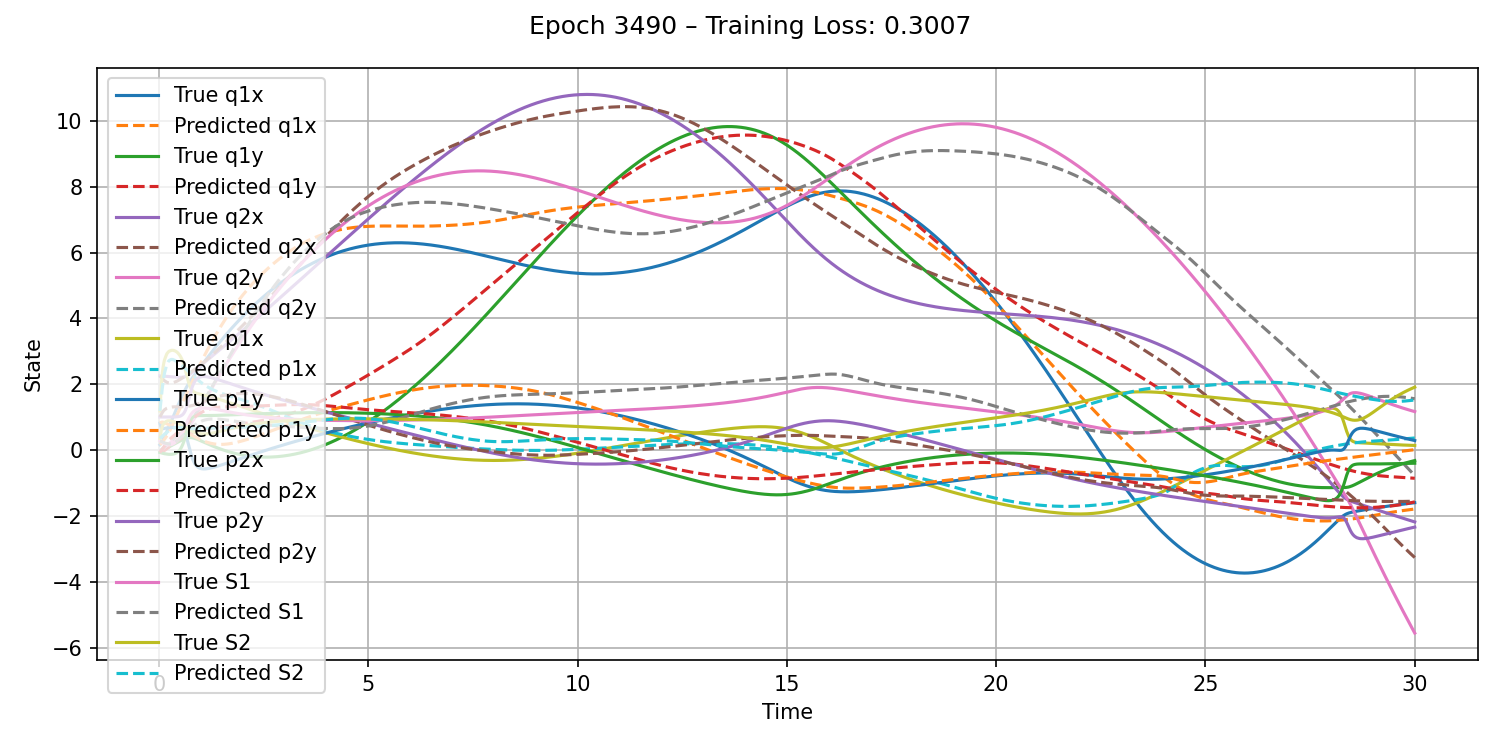 Epoch 3490 – Training Loss: 0.3007
True q1x
Predicted q1x
True q1y
Predicted q1y
True q2x
Predicted q2x
True q2y
Predicted q2y
True p1x
Predicted p1x
True p1y
Predicted p1y
True p2x
Predicted p2x
True p2y
Predicted p2y
True S1
Predicted S1
True S2
Predicted S2
10
8
6
4
2
0
−2
−4
−6
State
0 5 10 15 20 25 30
Time